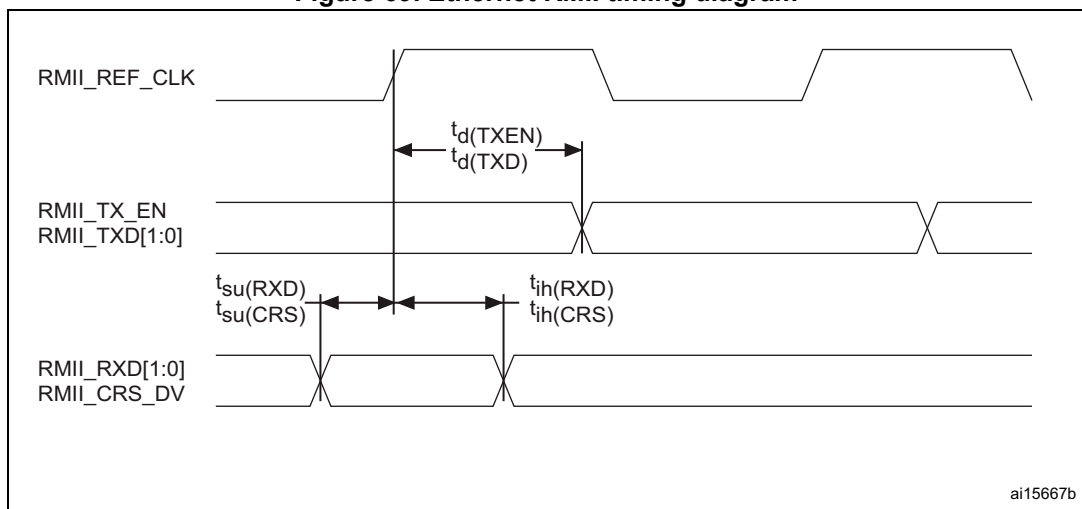 RMII_REF_CLK
td(TXEN)
td(TXD)
RMII_TX_EN
RMII_TXD[1:0]
tsu(RXD)
tsu(CRS)
tih(RXD)
tih(CRS)
RMII_RXD[1:0]
RMII_CRS_DV
ai15667b